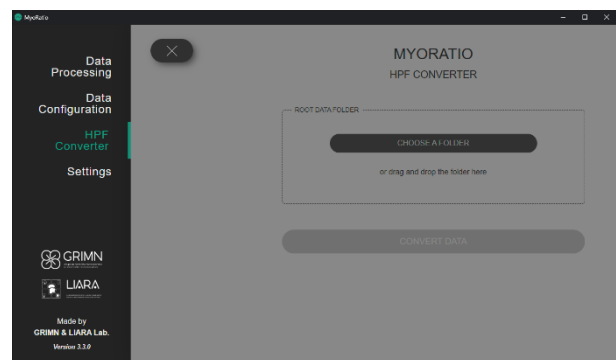 MyoRatio
Data
Processing
Data
Configuration
HPF
Converter
Settings
GRIMN
LIARA
Made by
GRIMN & LIARA Lab.
Version 3.3.0
MYORATIO
HPF CONVERTER
ROOT DATA FOLDER
CHOOSE A FOLDER
or drag and drop the folder here
CONVERT DATA